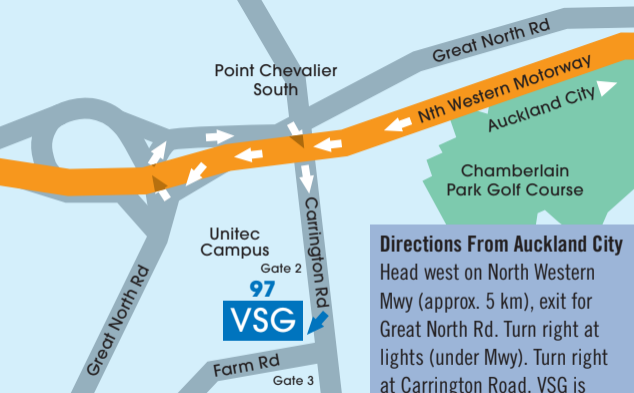 Great North Rd
Point Chevalier
South
Nth Western Motorway
Auckland City
Chamberlain
Park Golf Course
Carrington Rd
Unitec
Campus
Gate 2
97
VSG
Great North Rd
Farm Rd
Gate 3
Directions From Auckland City
Head west on North Western
Mwy (approx. 5 km), exit for
Great North Rd. Turn right at
lights (under Mwy). Turn right
at Carrington Road. VSG is